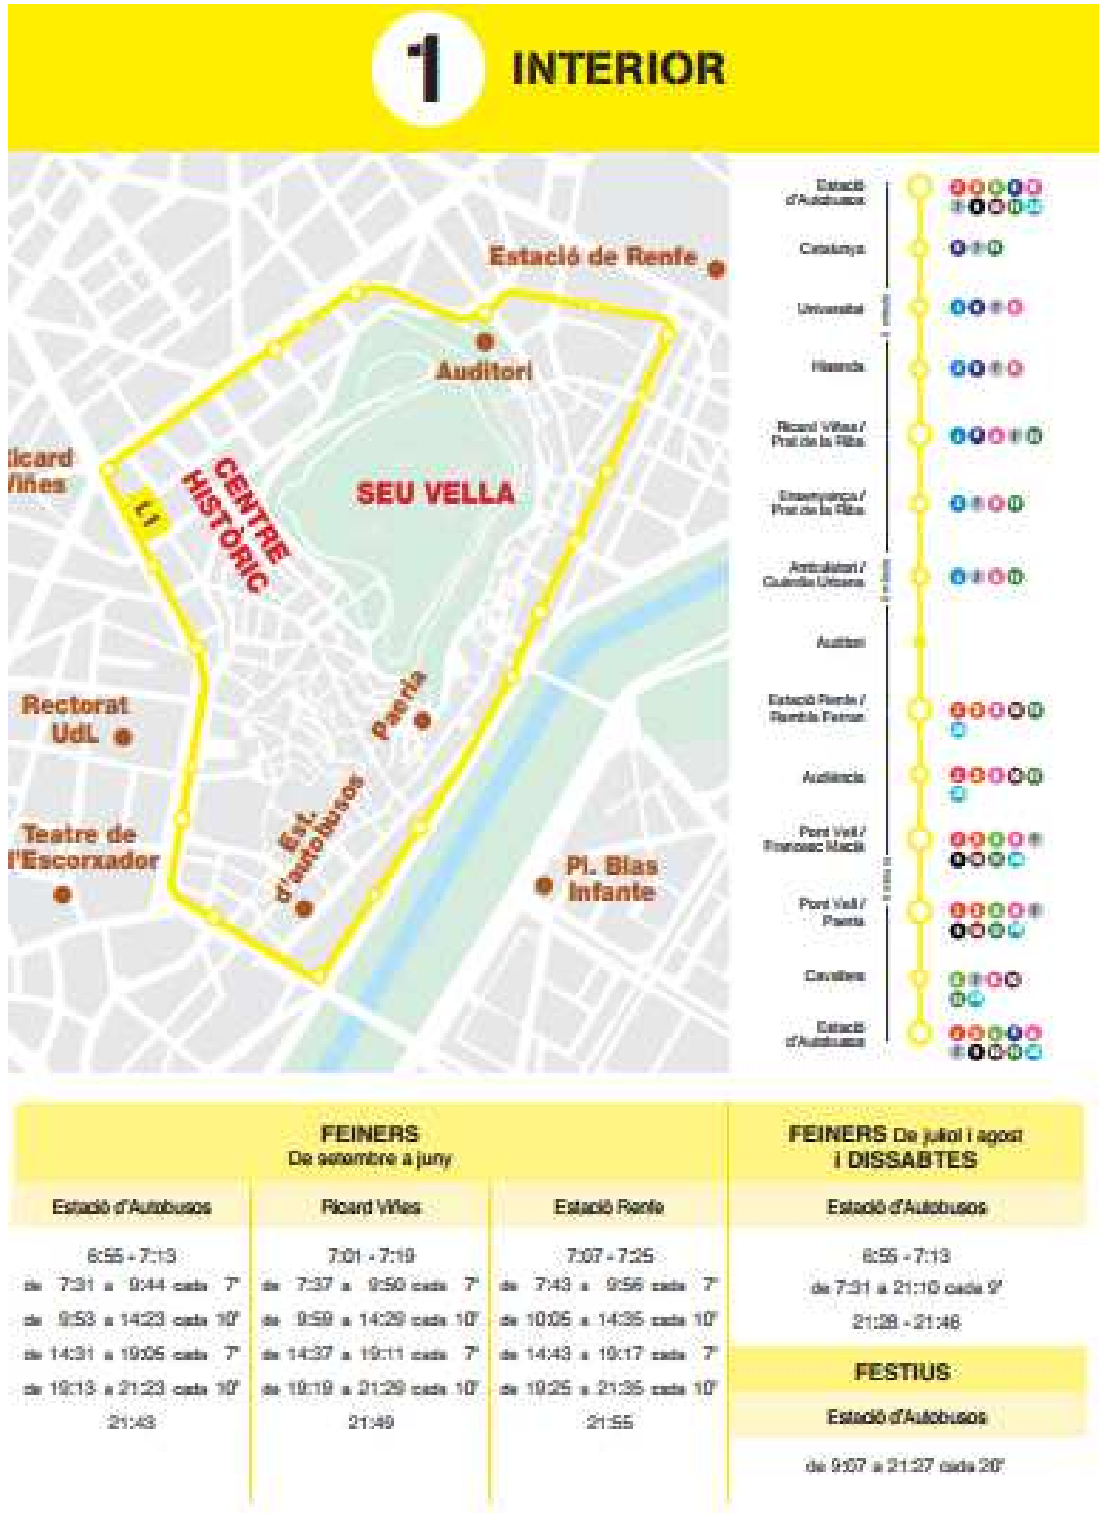 1 INTERIOR
Estació de Renfe
Auditori
SEU VELLA
CENTRE
HISTÒRIC
L1
Rectorat
UdL
Teatre de
l'Escorxador
Paeria
Est.
d'autobusos
Pl. Blas
Infante
Estació
d'Autobusos
Catalunya
Universitat
Ricard Viñes /
Prat de la Riba
Ensenyança /
Prat de la Riba
Ambulatori /
Guàrdia Urbana
Auditori
Estació Renfe /
Rambla Ferran
Audiència
Pont Vell /
Francesc Macià
Pont Vell /
Paeria
Cavallers
Estació
d'Autobusos
FEINERS
De setembre a juny
Estació d'Autobusos
6:55 - 7:13
de 7:31 a 9:44 cada 7'
de 9:53 a 14:23 cada 10'
de 14:31 a 19:05 cada 7'
de 19:13 a 21:23 cada 10'
21:43
Ricard Viñes
7:01 - 7:19
de 7:37 a 9:50 cada 7'
de 9:59 a 14:29 cada 10'
de 14:37 a 19:11 cada 7'
de 19:19 a 21:29 cada 10'
21:49
Estació Renfe
7:07 - 7:25
de 7:43 a 9:56 cada 7'
de 10:05 a 14:35 cada 10'
de 14:43 a 19:17 cada 7'
de 19:25 a 21:35 cada 10'
21:55
FEINERS De juliol i agost
i DISSABTES
Estació d'Autobusos
6:55 - 7:13
de 7:31 a 21:10 cada 9'
21:28 - 21:46
FESTIUS
Estació d'Autobusos
de 9:07 a 21:27 cada 20'